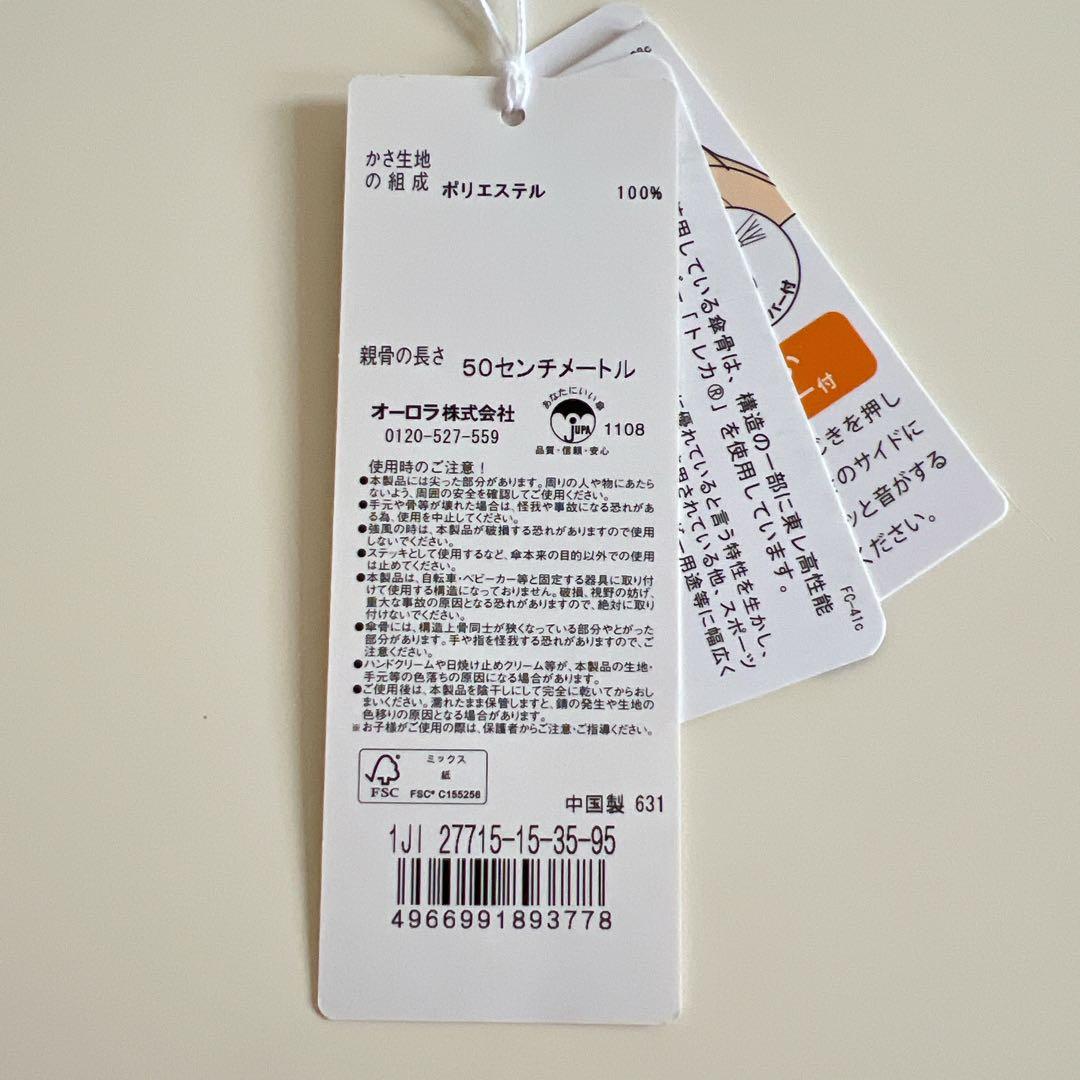 かさ生地
の組成 ポリエステル 100%
親骨の長さ 50センチメートル
オーロラ株式会社
0120-527-559
あなたにいい傘
JUPA
品質・信頼・安心
1108
使用時のご注意！
●本製品には尖った部分があります。周りの人や物にあたら
ないよう、周囲の安全を確認してご使用ください。
●手元や骨等が壊れた場合は、怪我や事故になる恐れがあ
る為、使用を中止してください。
●強風の時は、本製品が破損する恐れがありますので使用
しないでください。
●ステッキとして使用するなど、傘本来の目的以外での使用
は止めてください。
●本製品は、自転車・ベビーカー等と固定する器具に取り付
けて使用する構造になっておりません。破損、視野の妨げ、
重大な事故の原因となる恐れがありますので、絶対に取り
付けないでください。
●傘骨には、構造上骨同士が狭くなっている部分やとがった
部分があります。手や指を怪我する恐れがありますので、ご
注意ください。
●ハンドクリームや日焼け止めクリーム等が、本製品の生地・
手元等の色落ちの原因になる場合があります。
●ご使用後は、本製品を陰干しにして完全に乾いてからおし
まいください。濡れたまま保管しますと、錆の発生や生地の
色移りの原因となる場合があります。
※お子様がご使用の際は、保護者からご注意・ご指導ください。
FSC
ミックス
紙
FSC® C155256
中国製 631
1JI 27715-15-35-95
4966991893778
用している傘骨は、構造の一部に東レ高性能
「トレカ®」を使用しています。
に優れていると言う特性を生かし、
用されている他、スポーツ
ー用途等に幅広く
FC-41c
バー付
い
ー付
じきを押し
のサイドに
ッと音がする
ください。